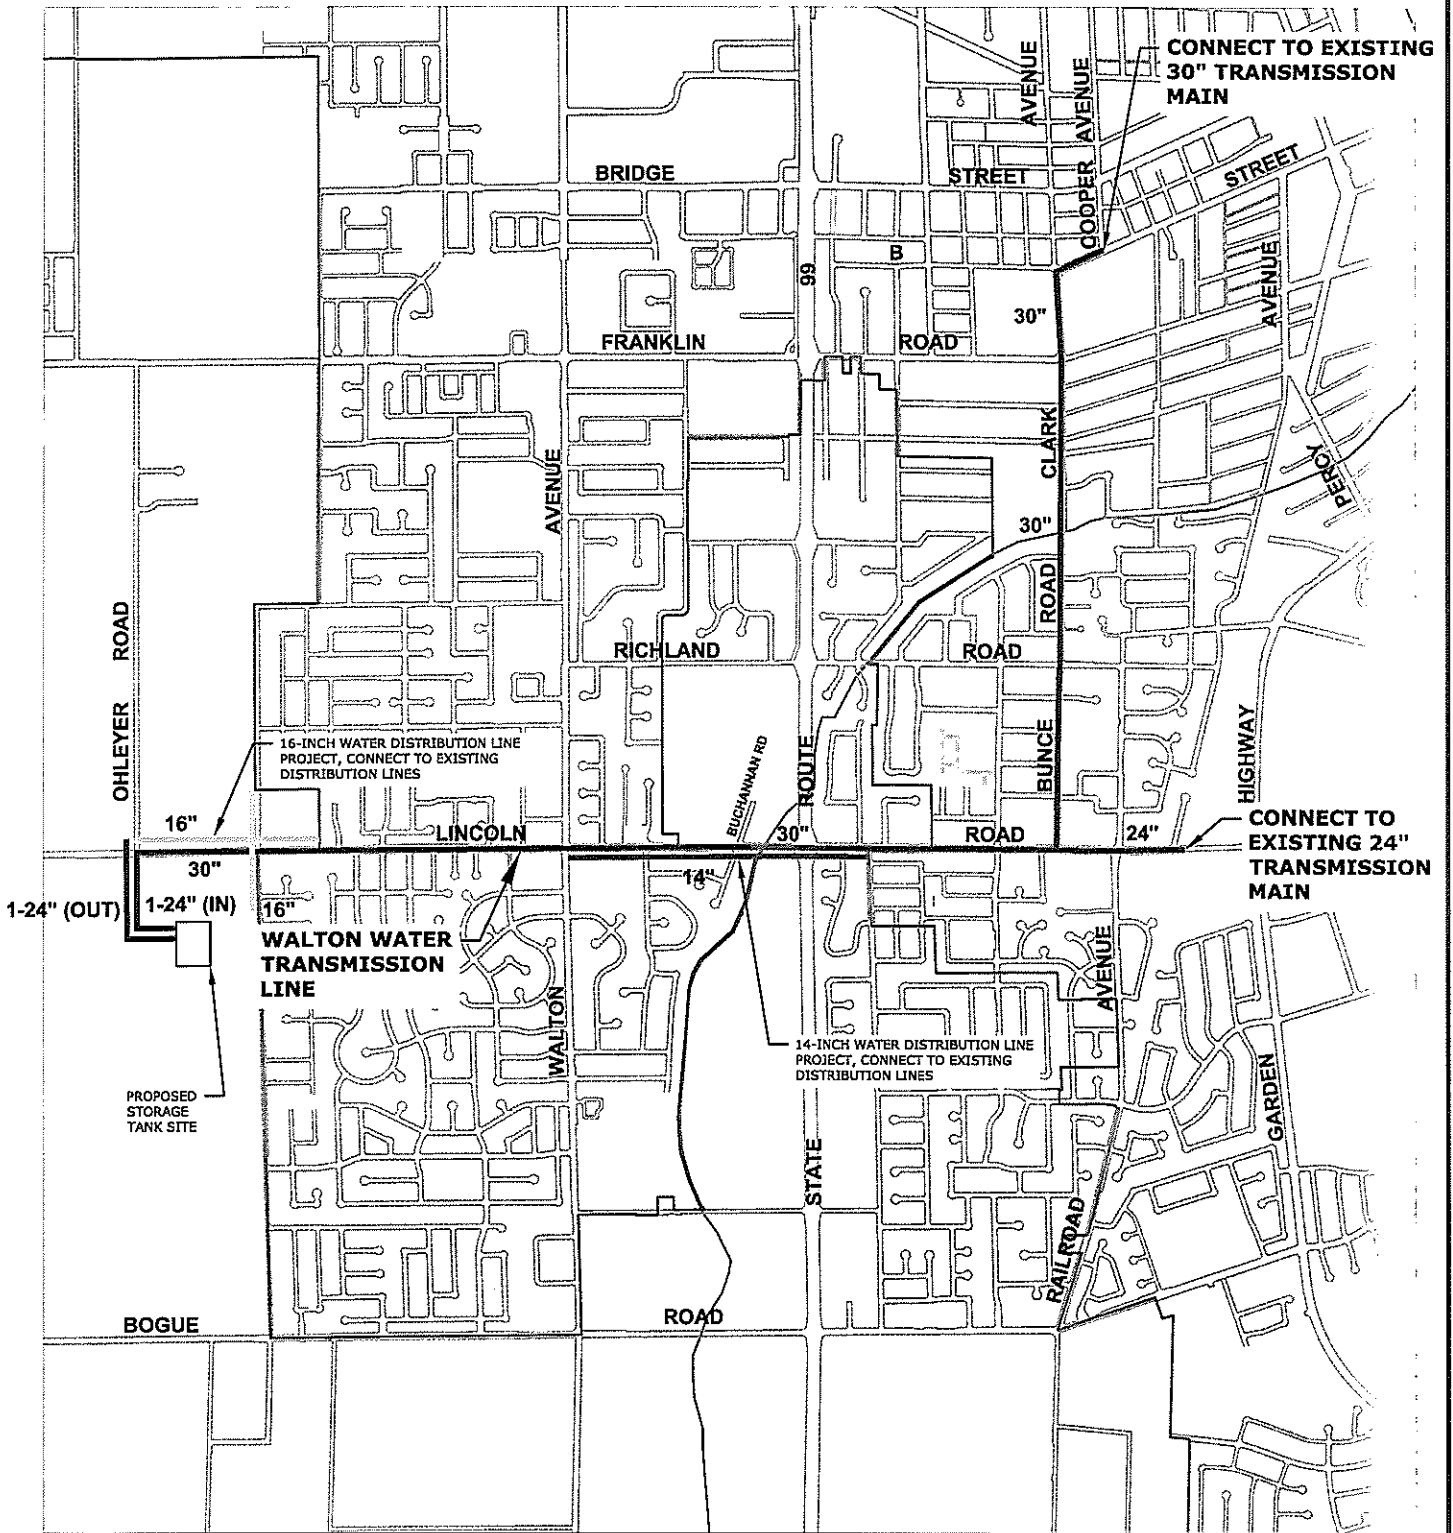 CONNECT TO EXISTING
30" TRANSMISSION
MAIN
AVENUE
COOPER AVENUE
BRIDGE STREET
STREET
B
99
AVENUE
30"
FRANKLIN ROAD
CLARK
AVENUE
PERCY
30"
ROAD
OHLEYER ROAD
RICHLAND ROAD
BUNCE
HIGHWAY
16-INCH WATER DISTRIBUTION LINE
PROJECT, CONNECT TO EXISTING
DISTRIBUTION LINES
BUCHANNAN RD
ROUTE
16"
LINCOLN
30"
ROAD
24"
CONNECT TO
EXISTING 24"
TRANSMISSION
MAIN
30"
14"
1-24" (OUT)
1-24" (IN)
16"
WALTON WATER
TRANSMISSION
LINE
AVENUE
WALTON
14-INCH WATER DISTRIBUTION LINE
PROJECT, CONNECT TO EXISTING
DISTRIBUTION LINES
PROPOSED
STORAGE
TANK SITE
GARDEN
STATE
RAILROAD
BOGUE ROAD